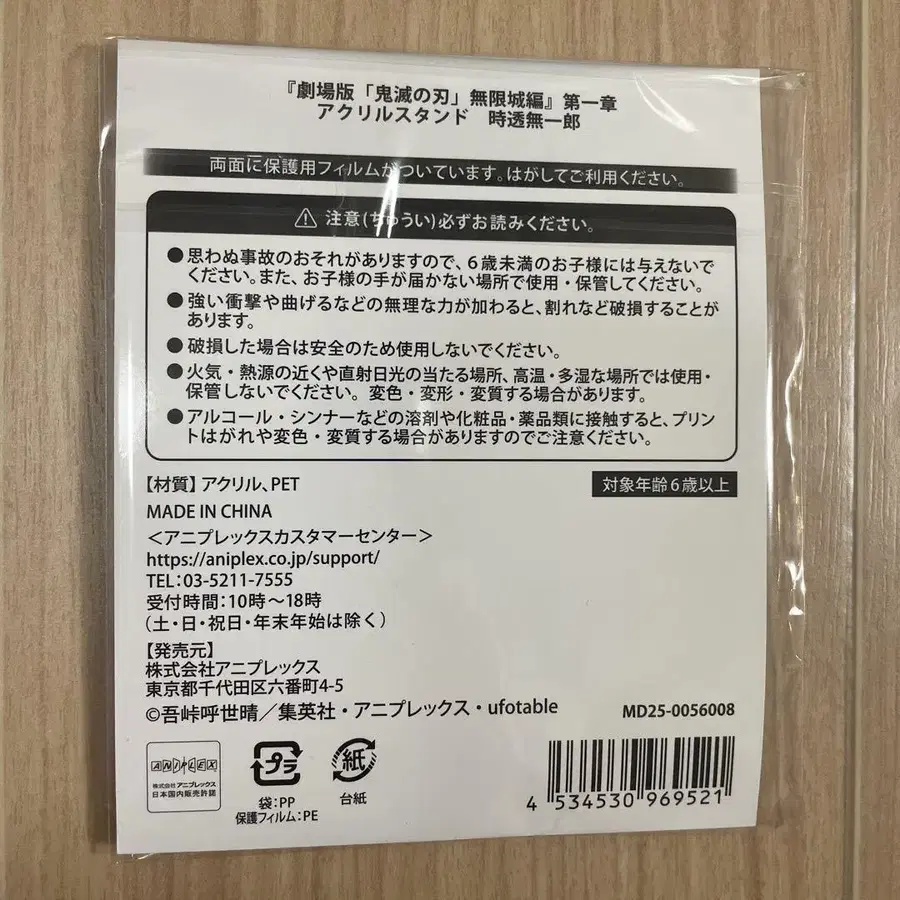 『劇場版「鬼滅の刃」無限城編』第一章
アクリルスタンド 時透無一郎
両面に保護用フィルムがついています。はがしてご利用ください。
注意(ちゅうい)必ずお読みください。
●思わぬ事故のおそれがありますので、6歳未満のお子様には与えないで
ください。また、お子様の手が届かない場所で使用・保管してください。
●強い衝撃や曲げるなどの無理な力が加わると、割れなど破損することが
あります。
●破損した場合は安全のため使用しないでください。
●火気・熱源の近くや直射日光の当たる場所、高温・多湿な場所では使用・
保管しないでください。変色・変形・変質する場合があります。
●アルコール・シンナーなどの溶剤や化粧品・薬品類に接触すると、プリン
トはがれや変色・変質する場合がありますのでご注意ください。
【材質】アクリル、PET
対象年齢6歳以上
MADE IN CHINA
＜アニプレックスカスタマーセンター＞
https://aniplex.co.jp/support/
TEL:03-5211-7555
受付時間:10時～18時
(土・日・祝日・年末年始は除く)
【発売元】
株式会社アニプレックス
東京都千代田区六番町4-5
©吾峠呼世晴／集英社・アニプレックス・ufotable
MD25-0056008
ANIPLEX
株式会社アニプレックス
日本国内販売許諾
プラ
袋:PP
保護フィルム:PE
紙
台紙
4 534530 969521